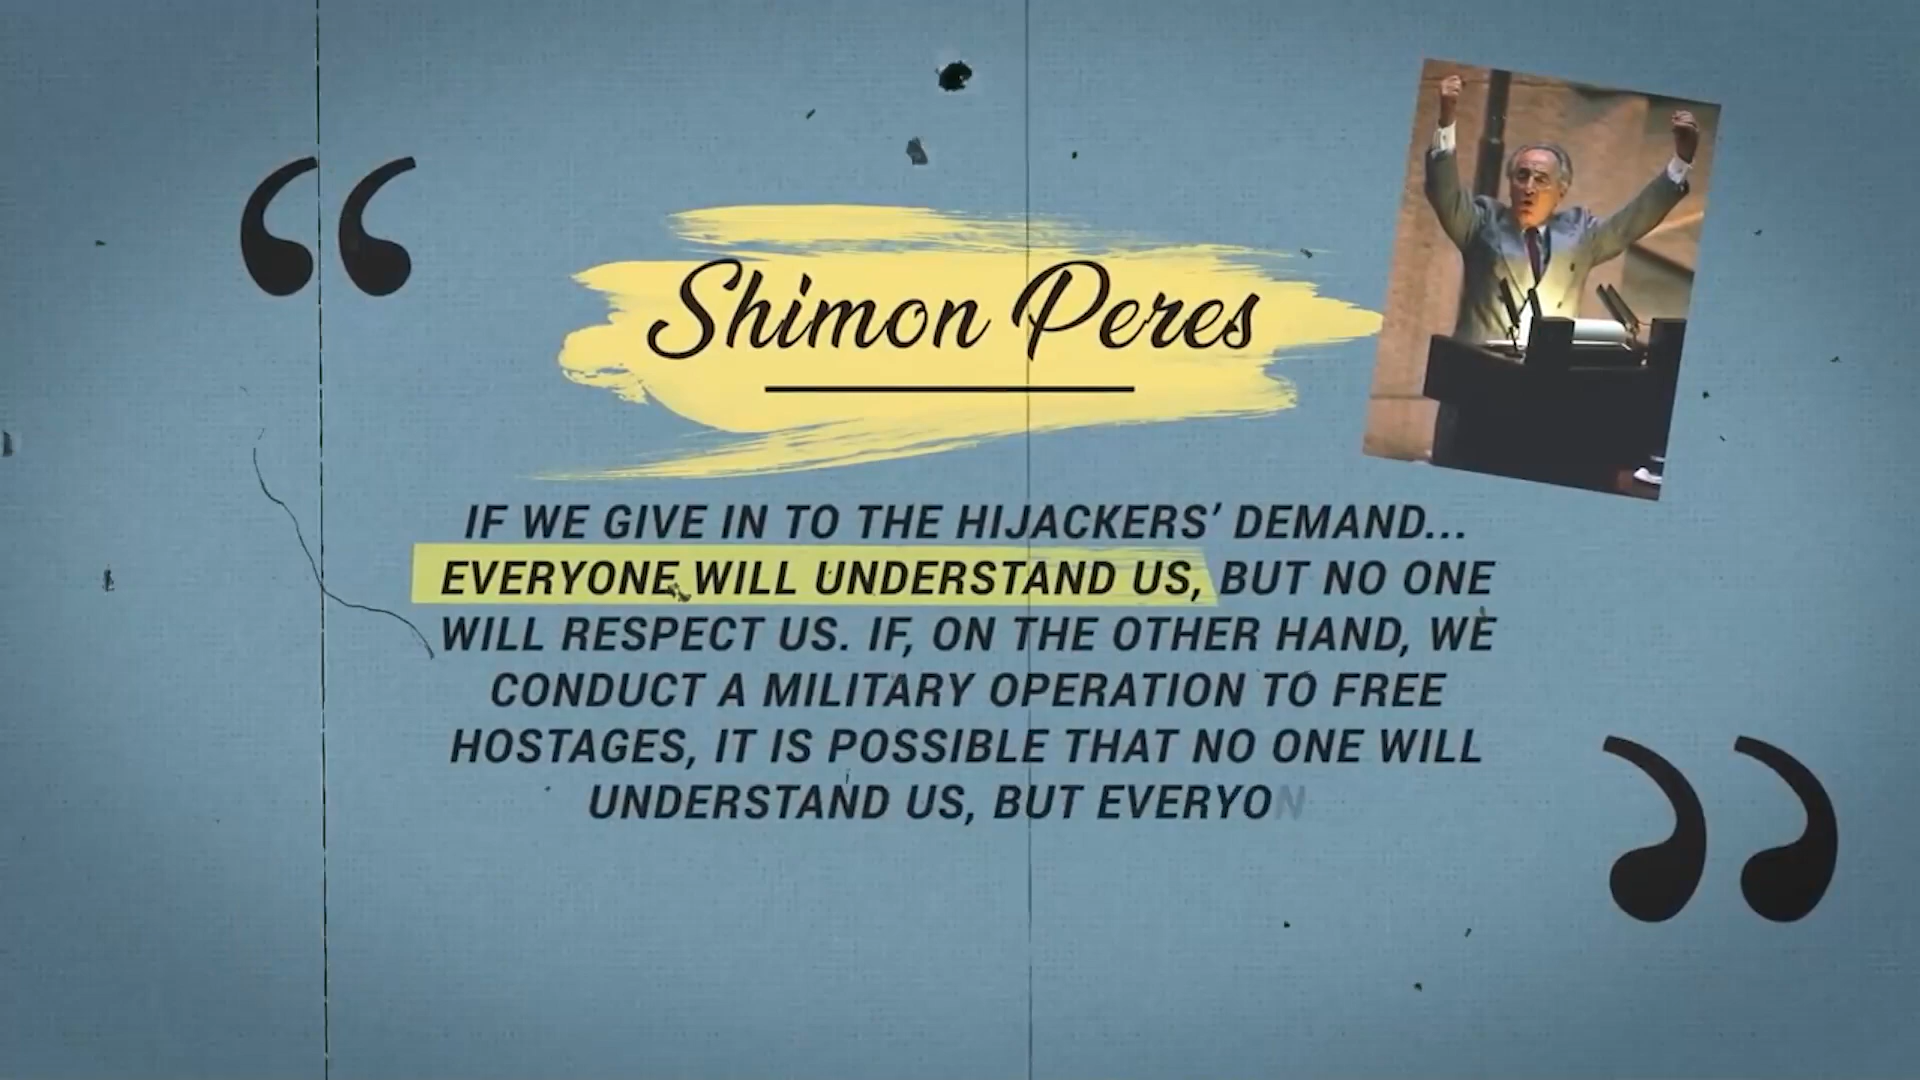 Shimon Peres
IF WE GIVE IN TO THE HIJACKERS' DEMAND...
EVERYONE WILL UNDERSTAND US, BUT NO ONE
WILL RESPECT US. IF, ON THE OTHER HAND, WE
CONDUCT A MILITARY OPERATION TO FREE
HOSTAGES, IT IS POSSIBLE THAT NO ONE WILL
UNDERSTAND US, BUT EVERYON